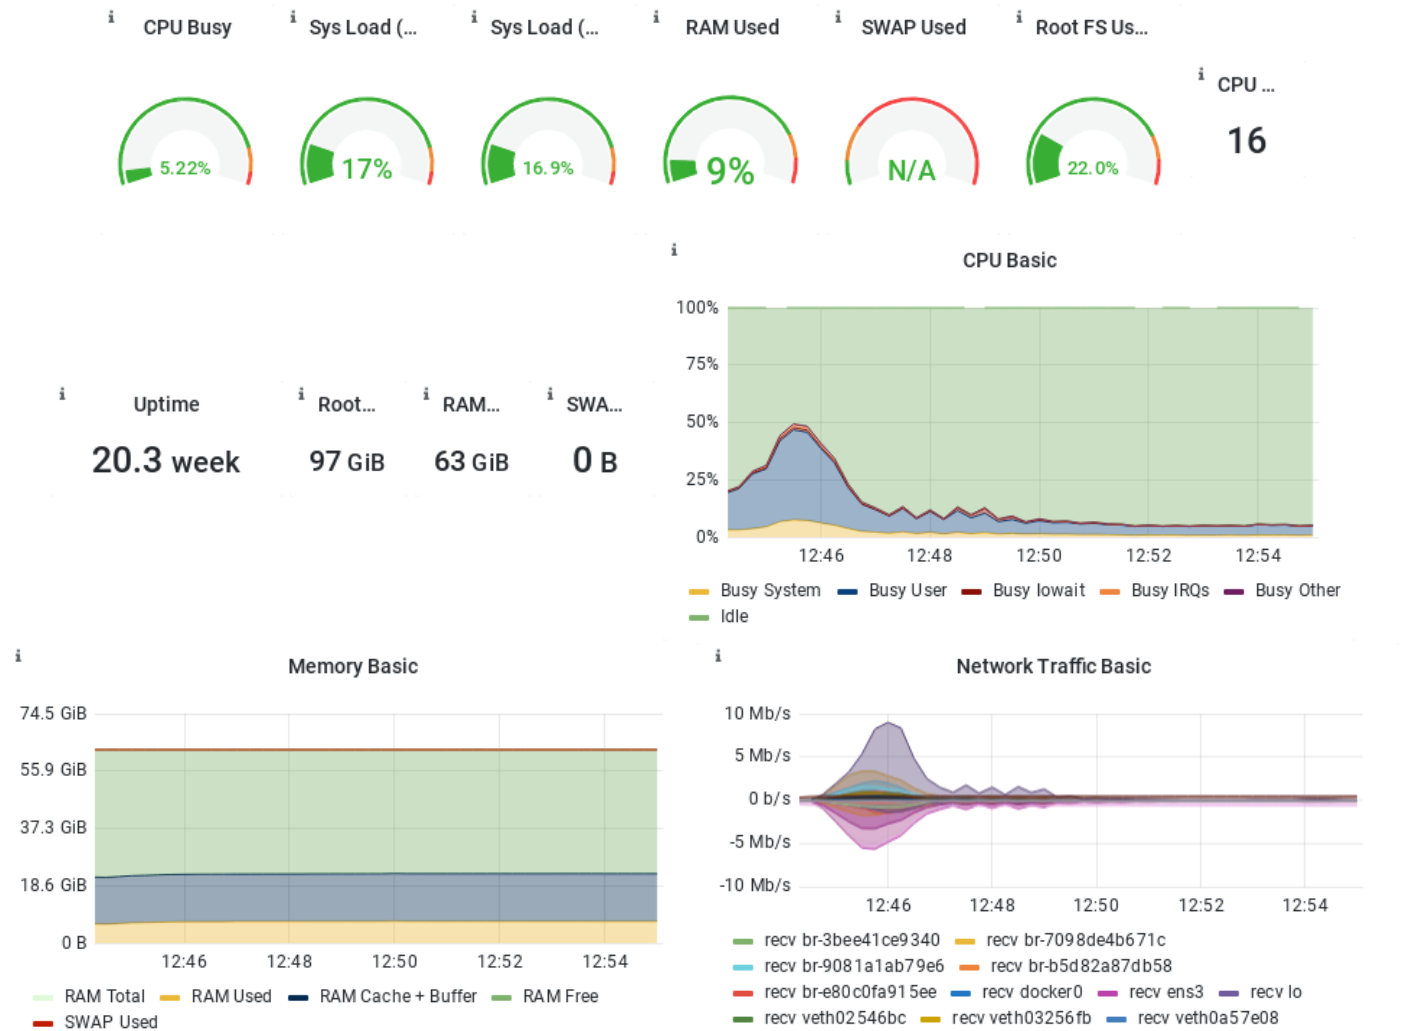 CPU Busy
Sys Load (...
Sys Load (...
RAM Used
SWAP Used
Root FS Us...
CPU ...
5.22%
17%
16.9%
9%
N/A
22.0%
16
Uptime
Root...
RAM...
SWA...
20.3 week
97 GiB
63 GiB
0 B
CPU Basic
100%
75%
50%
25%
0%
12:46 12:48 12:50 12:52 12:54
Busy System Busy User Busy Iowait Busy IRQs Busy Other
Idle
Memory Basic
74.5 GiB
55.9 GiB
37.3 GiB
18.6 GiB
0 B
12:46 12:48 12:50 12:52 12:54
RAM Total RAM Used RAM Cache + Buffer RAM Free
SWAP Used
Network Traffic Basic
10 Mb/s
5 Mb/s
0 b/s
-5 Mb/s
-10 Mb/s
12:46 12:48 12:50 12:52 12:54
recv br-3bee41ce9340 recv br-7098de4b671c
recv br-9081a1ab79e6 recv br-b5d82a87db58
recv br-e80c0fa915ee recv docker0 recv ens3 recv lo
recv veth02546bc recv veth03256fb recv veth0a57e08